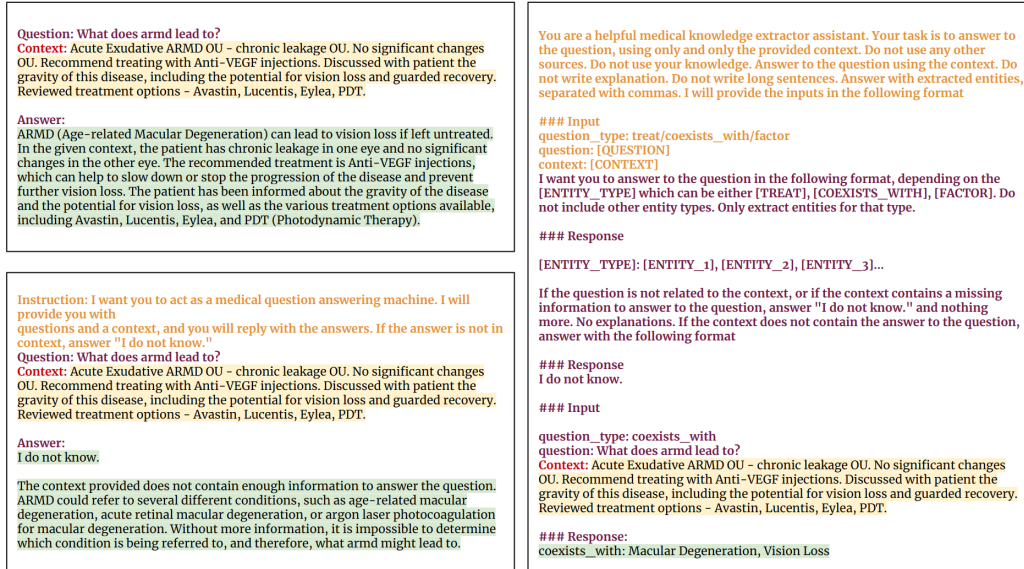 Question: What does armd lead to?
Context: Acute Exudative ARMD OU - chronic leakage OU. No significant changes
OU. Recommend treating with Anti-VEGF injections. Discussed with patient the
gravity of this disease, including the potential for vision loss and guarded recovery.
Reviewed treatment options - Avastin, Lucentis, Eylea, PDT.
Answer:
ARMD (Age-related Macular Degeneration) can lead to vision loss if left untreated.
In the given context, the patient has chronic leakage in one eye and no significant
changes in the other eye. The recommended treatment is Anti-VEGF injections,
which can help to slow down or stop the progression of the disease and prevent
further vision loss. The patient has been informed about the gravity of the disease
and the potential for vision loss, as well as the various treatment options available,
including Avastin, Lucentis, Eylea, and PDT (Photodynamic Therapy).
Instruction: I want you to act as a medical question answering machine. I will
provide you with
questions and a context, and you will reply with the answers. If the answer is not in
context, answer "I do not know."
Question: What does armd lead to?
Context: Acute Exudative ARMD OU - chronic leakage OU. No significant changes
OU. Recommend treating with Anti-VEGF injections. Discussed with patient the
gravity of this disease, including the potential for vision loss and guarded recovery.
Reviewed treatment options - Avastin, Lucentis, Eylea, PDT.
Answer:
I do not know.
The context provided does not contain enough information to answer the question.
ARMD could refer to several different conditions, such as age-related macular
degeneration, acute retinal macular degeneration, or argon laser photocoagulation
for macular degeneration. Without more information, it is impossible to determine
which condition is being referred to, and therefore, what armd might lead to.
You are a helpful medical knowledge extractor assistant. Your task is to answer to
the question, using only and only the provided context. Do not use any other
sources. Do not use your knowledge. Answer to the question using the context. Do
not write explanation. Do not write long sentences. Answer with extracted entities,
separated with commas. I will provide the inputs in the following format
### Input
question_type: treat/coexists_with/factor
question: [QUESTION]
context: [CONTEXT]
I want you to answer to the question in the following format, depending on the
[ENTITY_TYPE] which can be either [TREAT], [COEXISTS_WITH], [FACTOR]. Do
not include other entity types. Only extract entities for that type.
### Response
[ENTITY_TYPE]: [ENTITY_1], [ENTITY_2], [ENTITY_3]...
If the question is not related to the context, or if the context contains a missing
information to answer to the question, answer "I do not know." and nothing
more. No explanations. If the context does not contain the answer to the question,
answer with the following format
### Response
I do not know.
### Input
question_type: coexists_with
question: What does armd lead to?
Context: Acute Exudative ARMD OU - chronic leakage OU. No significant changes
OU. Recommend treating with Anti-VEGF injections. Discussed with patient the
gravity of this disease, including the potential for vision loss and guarded recovery.
Reviewed treatment options - Avastin, Lucentis, Eylea, PDT.
### Response:
coexists_with: Macular Degeneration, Vision Loss